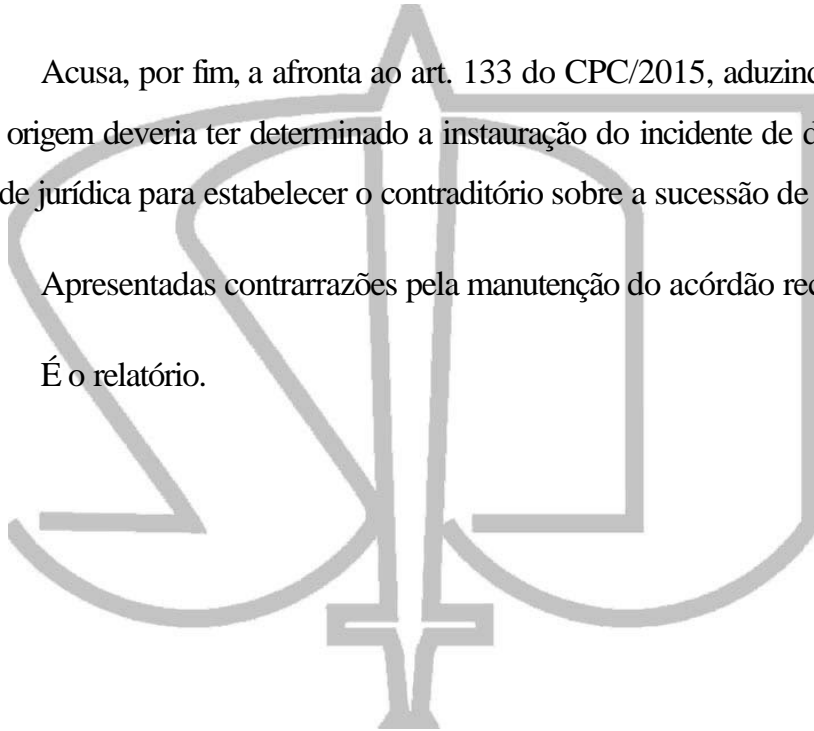 Acusa, por fim, a afronta ao art. 133 do CPC/2015, aduzind
origem deveria ter determinado a instauração do incidente de d
de jurídica para estabelecer o contraditório sobre a sucessão de
Apresentadas contrarrazões pela manutenção do acórdão rec
É o relatório.